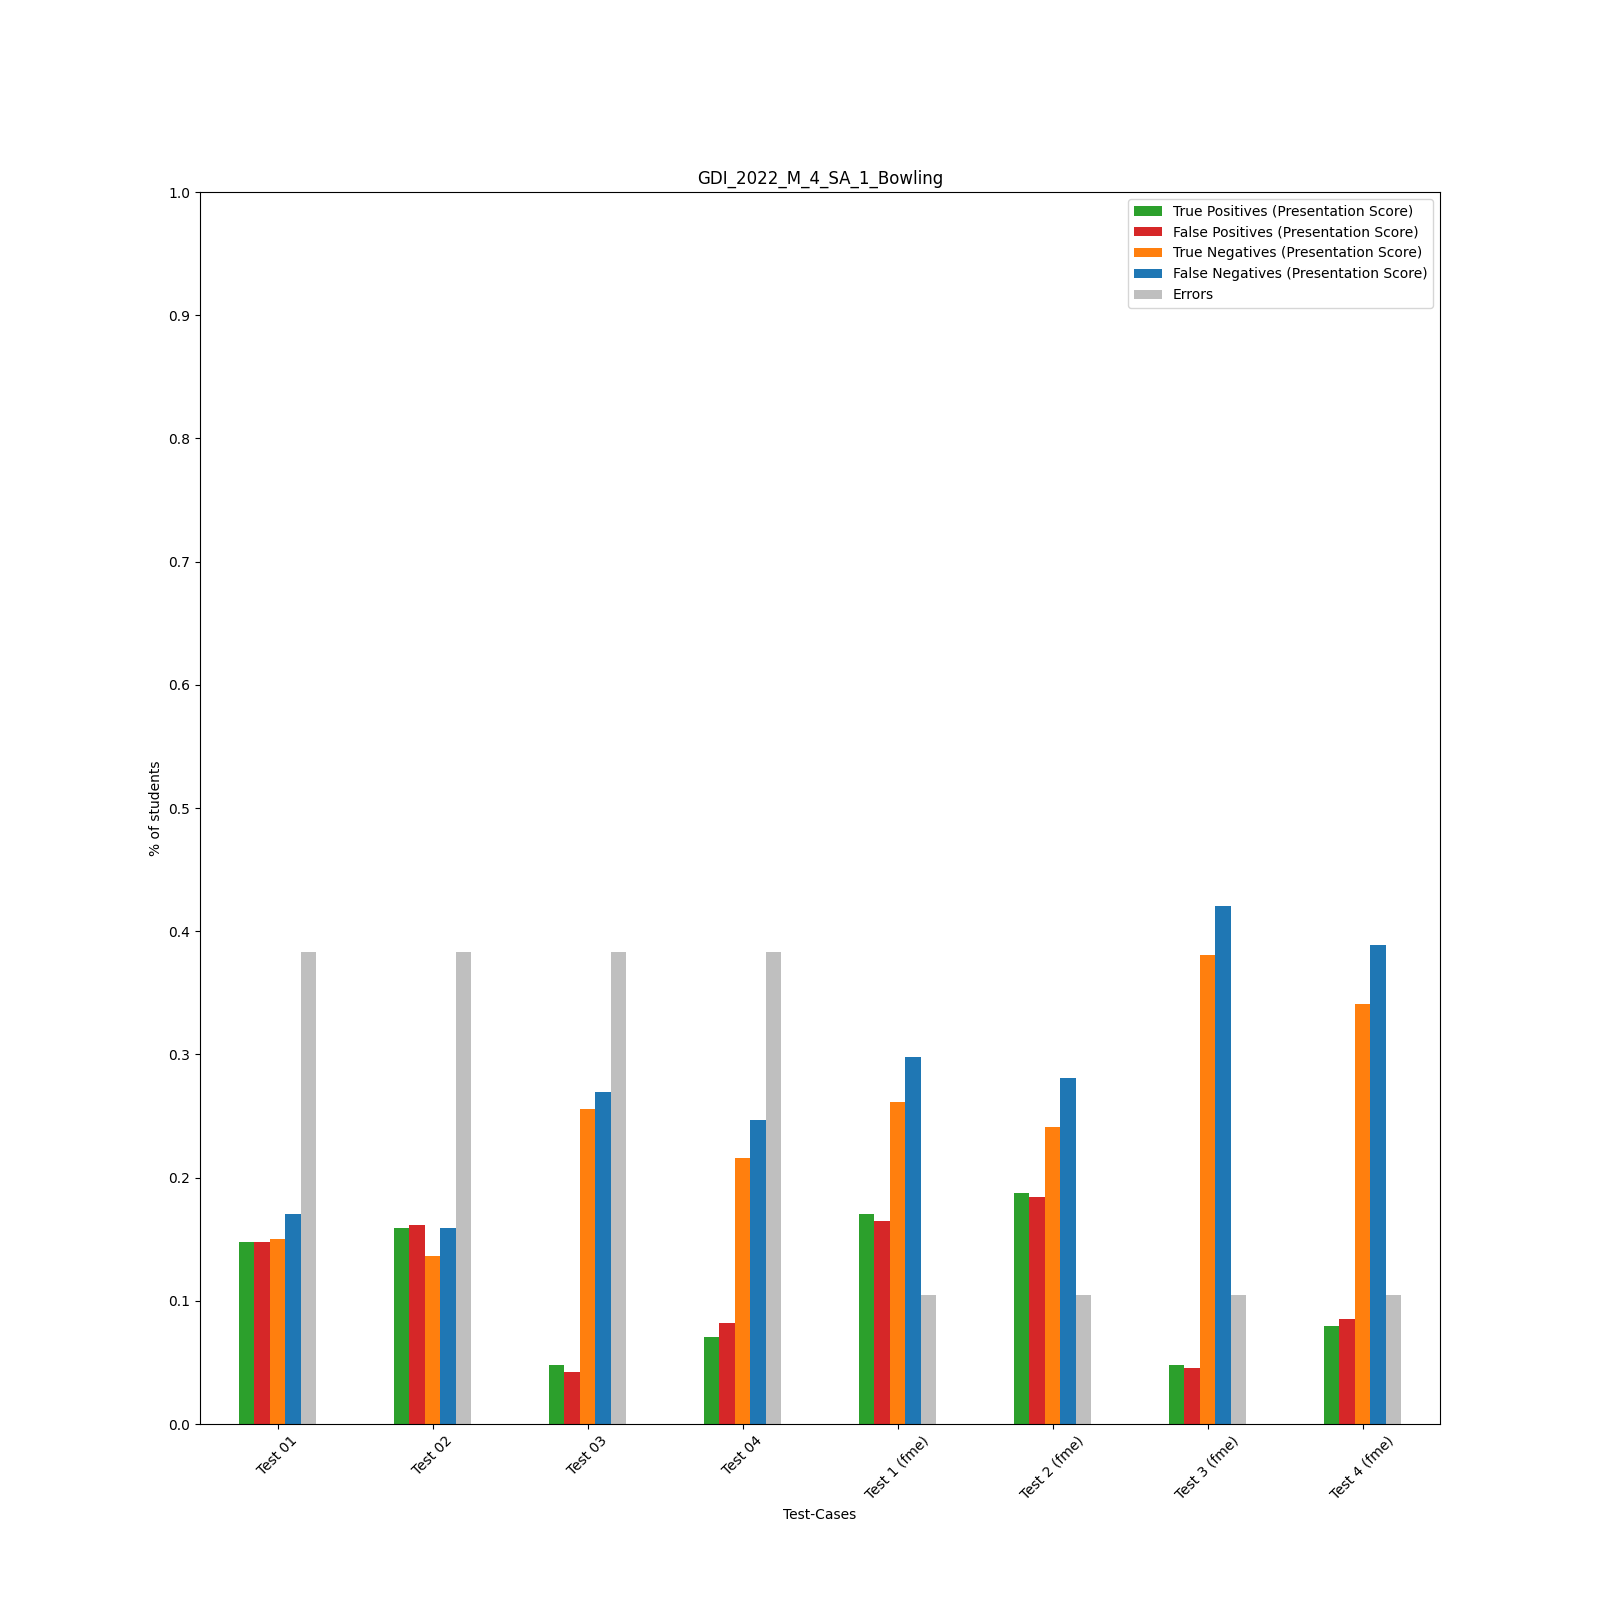 GDI_2022_M_4_SA_1_Bowling
True Positives (Presentation Score)
False Positives (Presentation Score)
True Negatives (Presentation Score)
False Negatives (Presentation Score)
Errors
% of students
1.0
0.9
0.8
0.7
0.6
0.5
0.4
0.3
0.2
0.1
0.0
Test 01
Test 02
Test 03
Test 04
Test 1 (fme)
Test 2 (fme)
Test 3 (fme)
Test 4 (fme)
Test-Cases